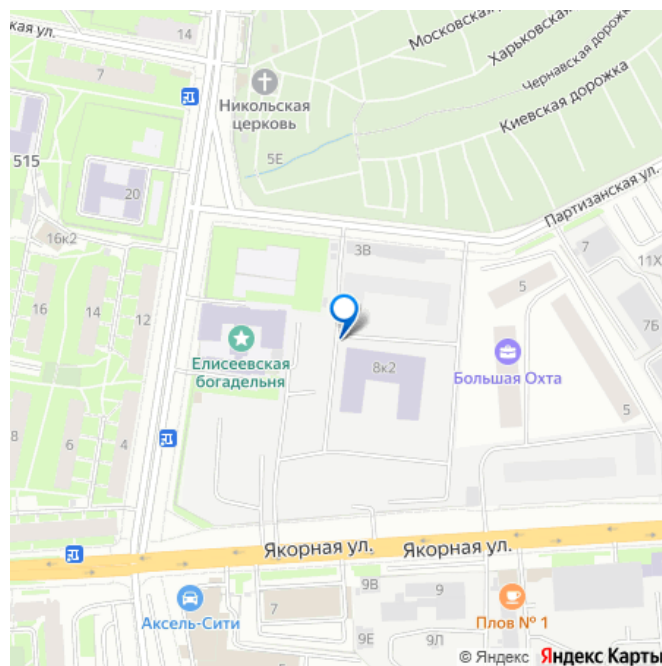 кая ул.
14
7
Московская до
Харьковская
Чернавская дорожка
Киевская дорожка
Никольская
церковь
5Е
515
20
16к2
Партизанская ул.
3В
7
11Х
5
16
14
12
7Б
Елисеевская
богадельня
8к2
Большая Охта
5
8
6
4
Якорная ул.
Якорная ул.
Аксель-Сити
7
9В
9
Плов № 1
9Е
9Л
© Яндекс Яндекс Карты